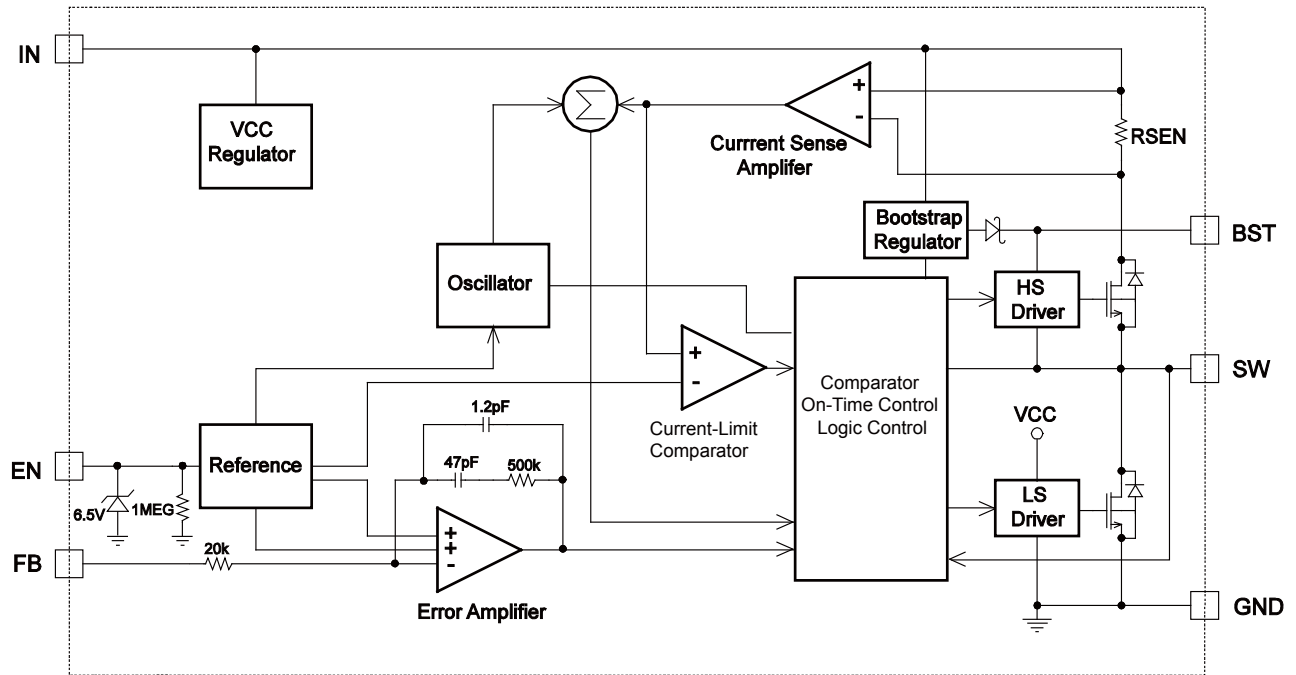 IN
VCC
Regulator
Σ
+
-
Currrent Sense
Amplifer
RSEN
Bootstrap
Regulator
BST
Oscillator
HS
Driver
+
-
Current-Limit
Comparator
Comparator
On-Time Control
Logic Control
SW
1.2pF
VCC
EN
Reference
47pF
500k
6.5V
1MEG
LS
Driver
FB
20k
+
+
-
Error Amplifier
GND